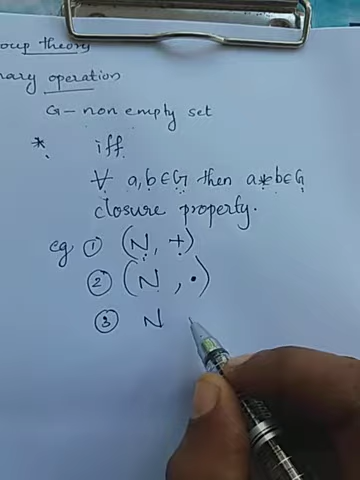 oup theory
nary operation
G - non empty set
* iff
∀ a, b ∈ G then a * b ∈ G
closure property.
eg ① (N, +)
② (N, •)
③ N